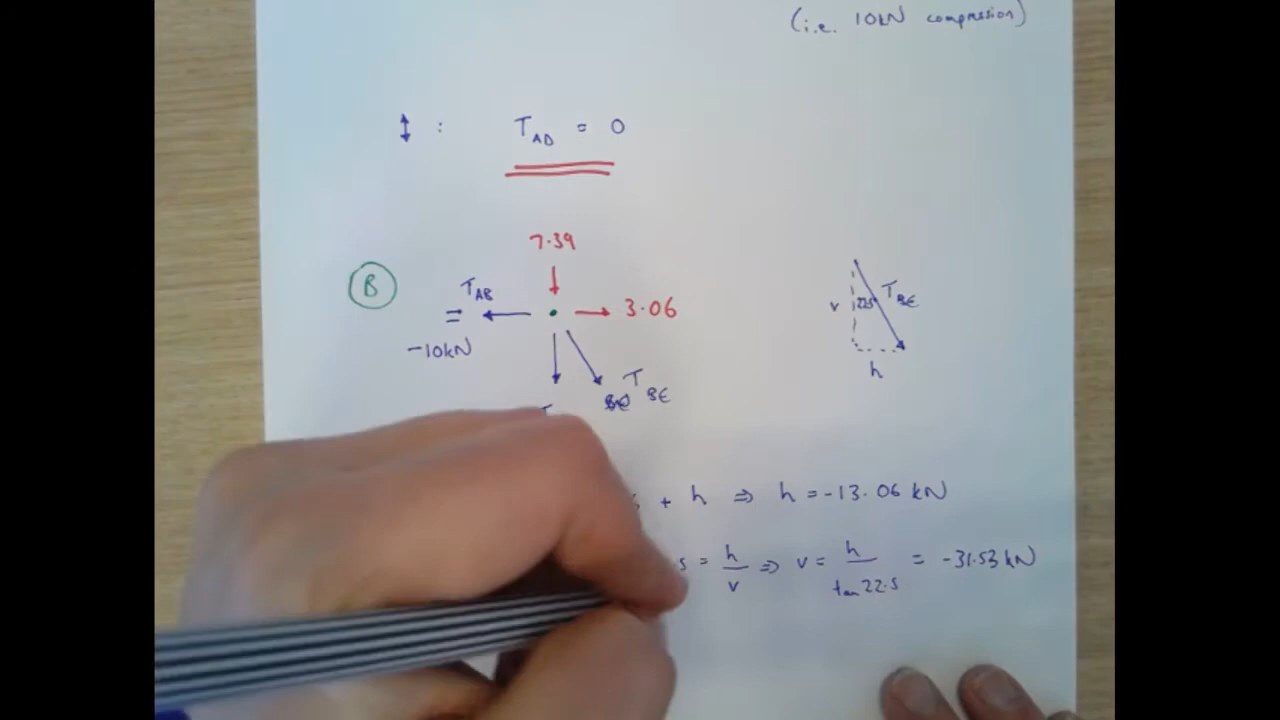 (i.e. 10kN compression)
↕ : T_AD = 0
7.39
B
T_AB
=
-10kN
3.06
T_BE
v 22.5 T_BE
h
+ h ⇒ h = -13.06 kN
5 = h/v ⇒ v = h/tan 22.5 = -31.53 kN